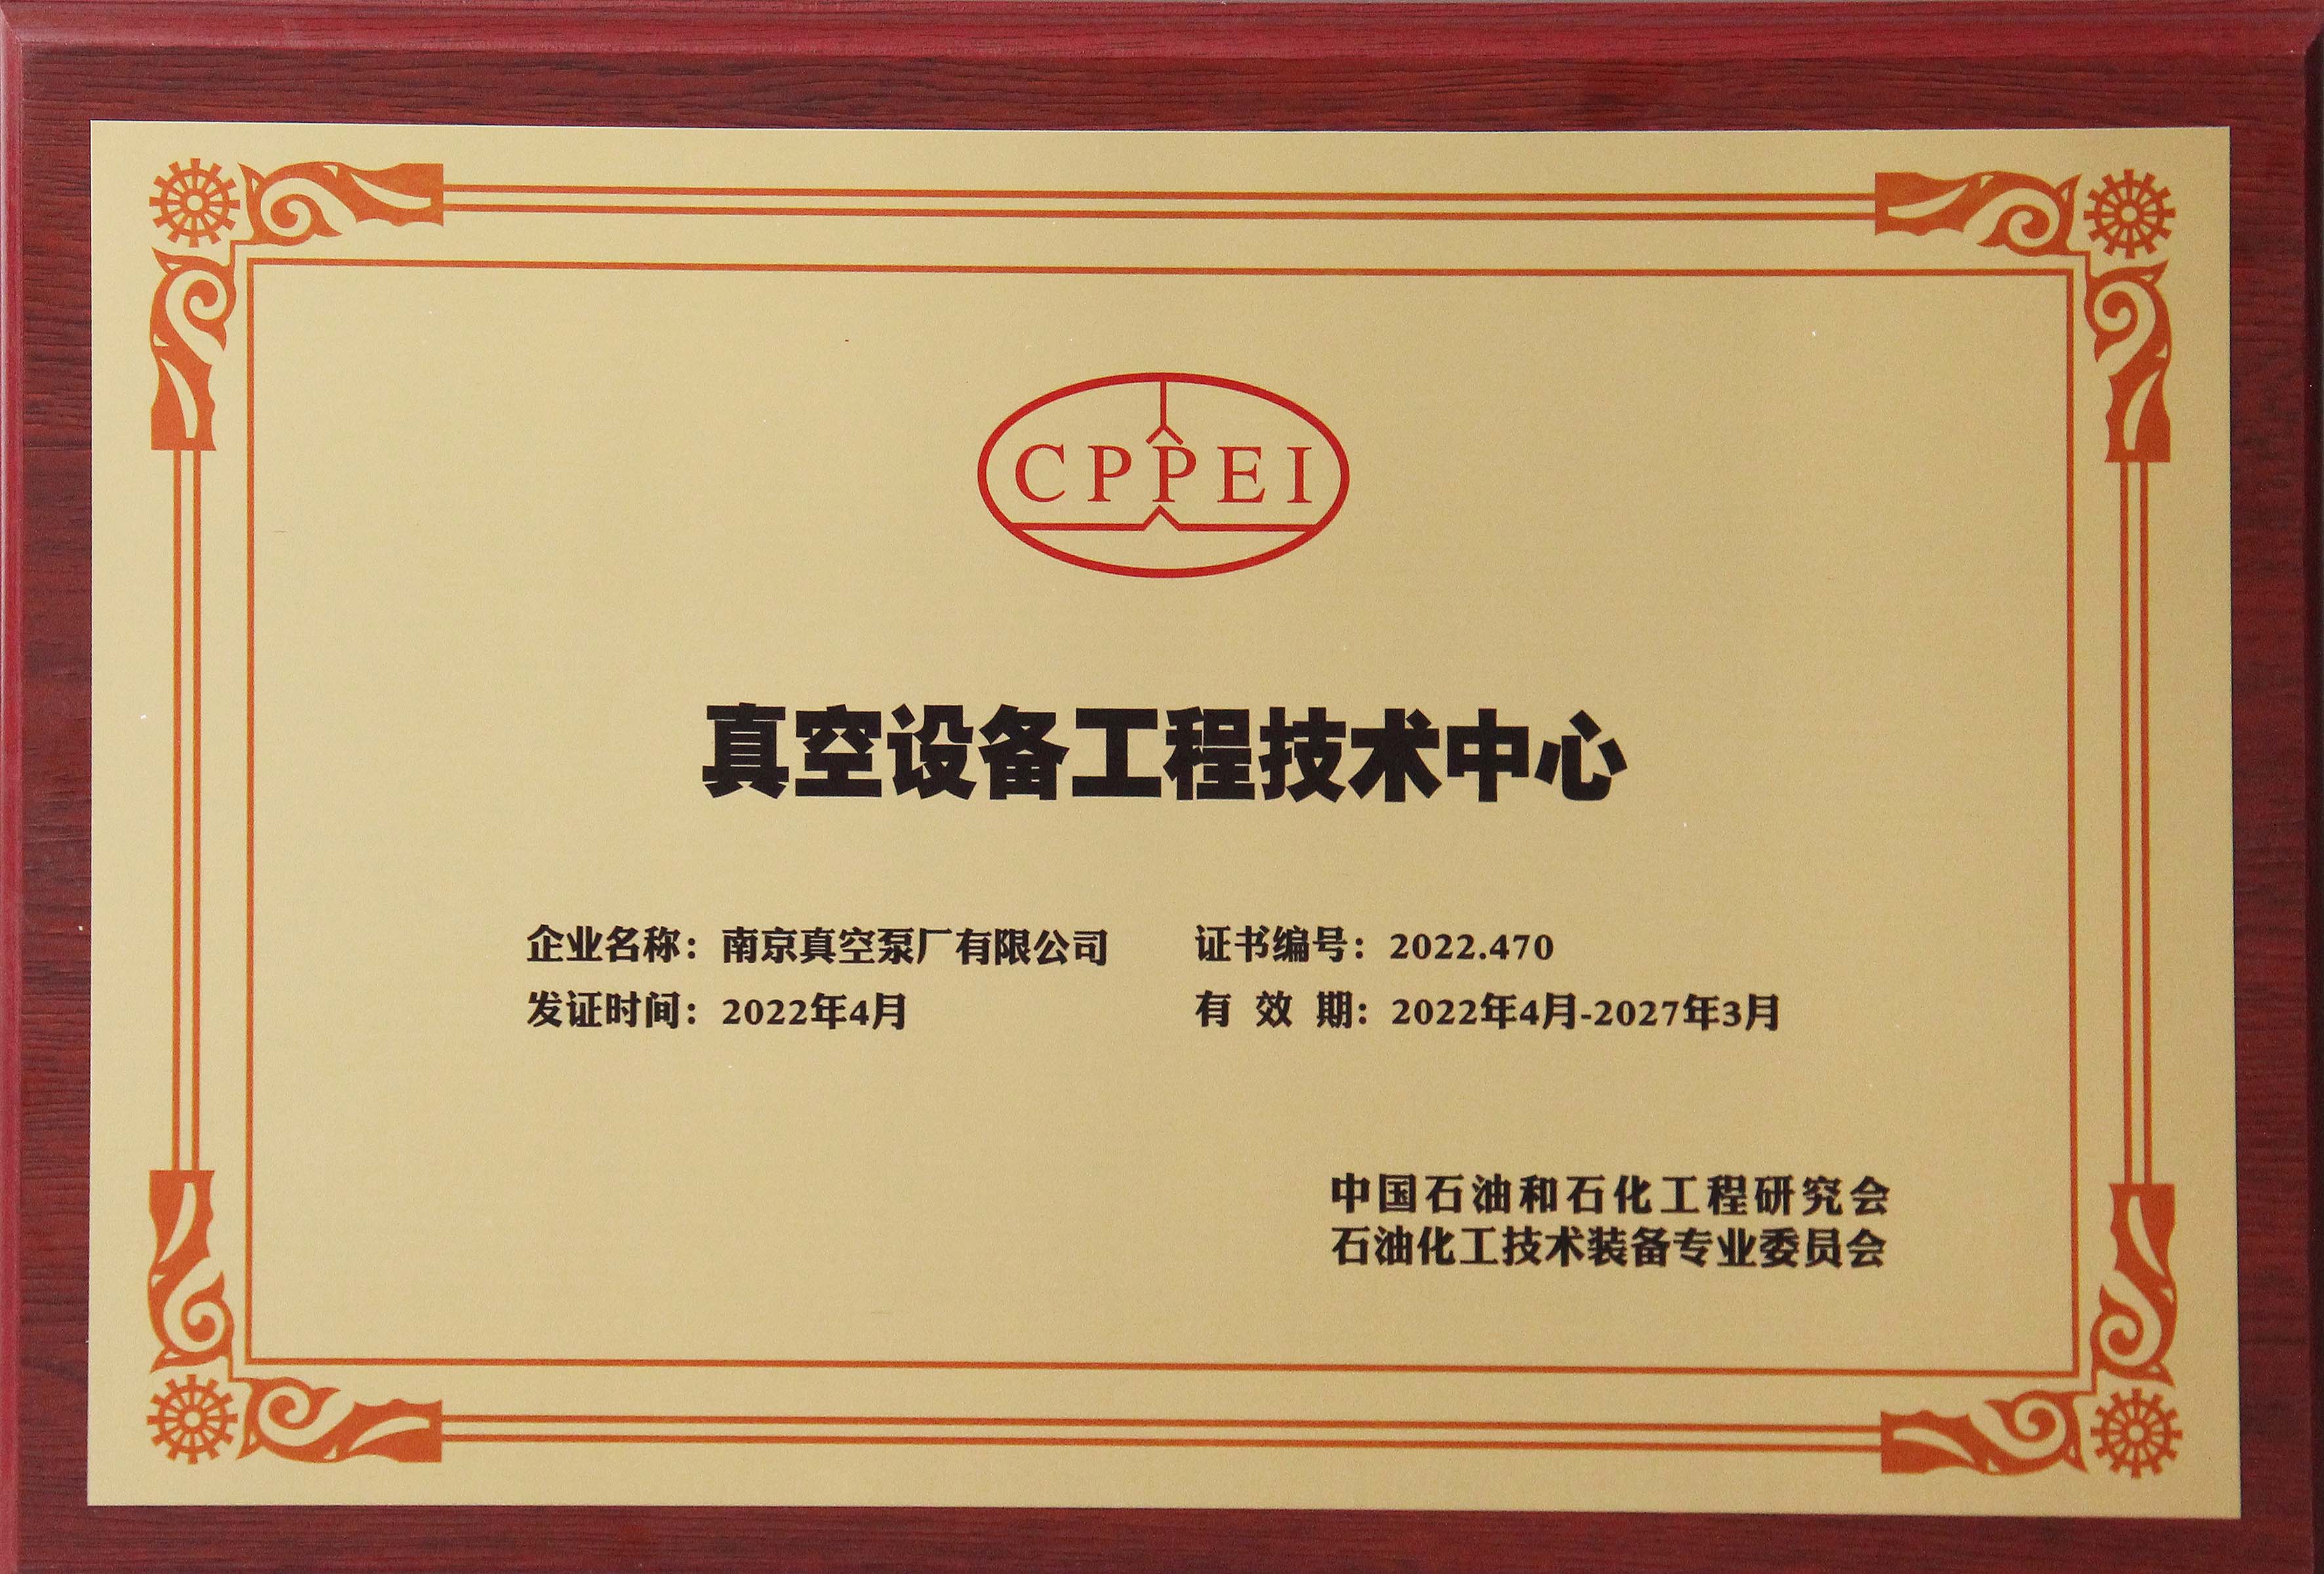 CPPEI
真空设备工程技术中心
企业名称：南京真空泵厂有限公司 证书编号：2022.470
发证时间：2022年4月 有 效 期：2022年4月-2027年3月
中国石油和石化工程研究会
石油化工技术装备专业委员会